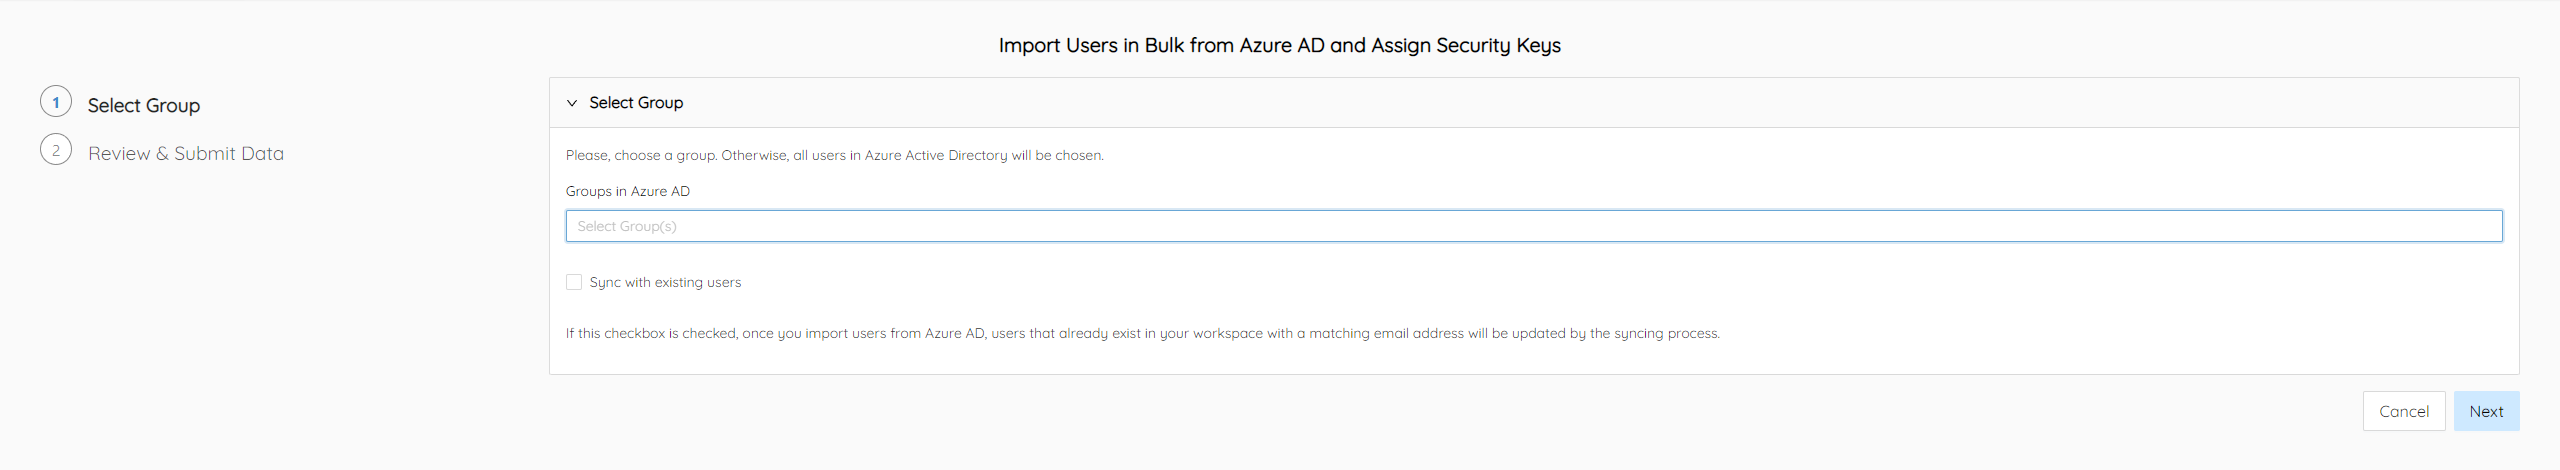 Import Users in Bulk from Azure AD and Assign Security Keys
1 Select Group
2 Review & Submit Data
Select Group
Please, choose a group. Otherwise, all users in Azure Active Directory will be chosen.
Groups in Azure AD
Select Group(s)
Sync with existing users
If this checkbox is checked, once you import users from Azure AD, users that already exist in your workspace with a matching email address will be updated by the syncing process.
Cancel Next